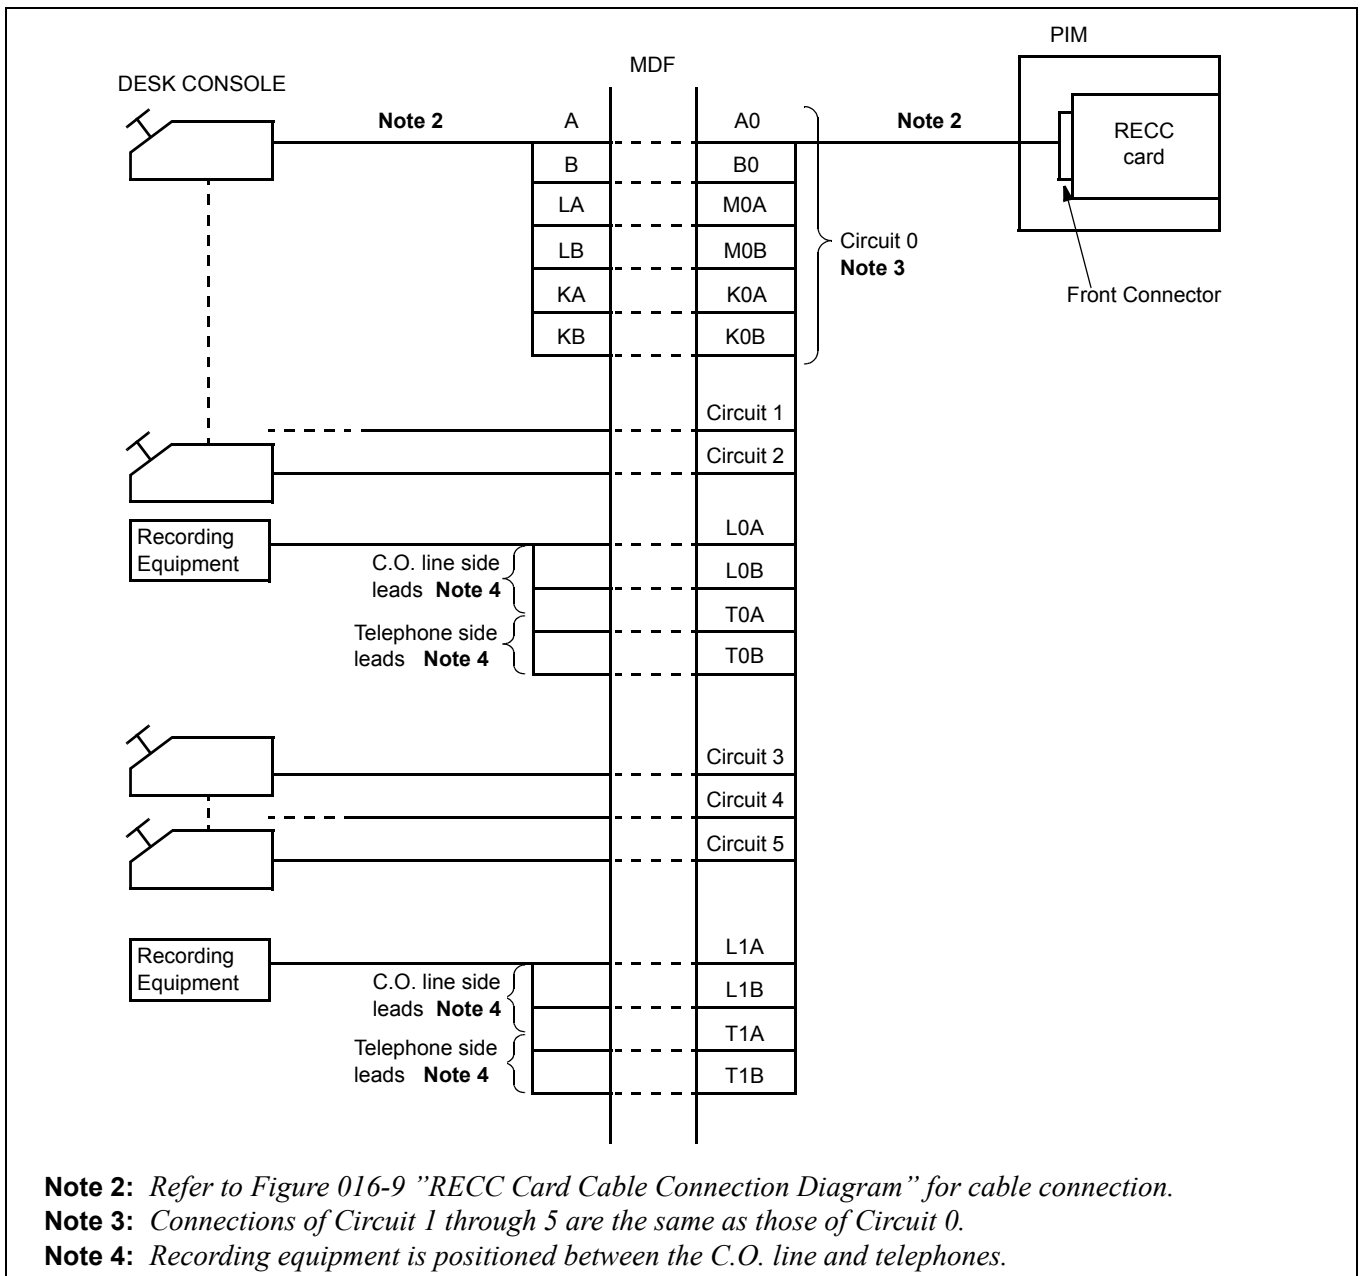 PIM
MDF
DESK CONSOLE
Note 2 A A0 Note 2
RECC
card
B B0
LA M0A
LB M0B
Circuit 0
Note 3
KA K0A
Front Connector
KB K0B
Circuit 1
Circuit 2
Recording
Equipment
L0A
C.O. line side
leads Note 4
L0B
T0A
Telephone side
leads Note 4
T0B
Circuit 3
Circuit 4
Circuit 5
Recording
Equipment
L1A
C.O. line side
leads Note 4
L1B
T1A
Telephone side
leads Note 4
T1B
Note 2: Refer to Figure 016-9 ”RECC Card Cable Connection Diagram” for cable connection.
Note 3: Connections of Circuit 1 through 5 are the same as those of Circuit 0.
Note 4: Recording equipment is positioned between the C.O. line and telephones.